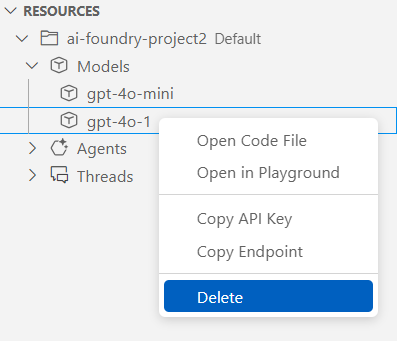 RESOURCES
ai-foundry-project2 Default
Models
gpt-4o-mini
gpt-4o-1
Agents
Threads
Open Code File
Open in Playground
Copy API Key
Copy Endpoint
Delete